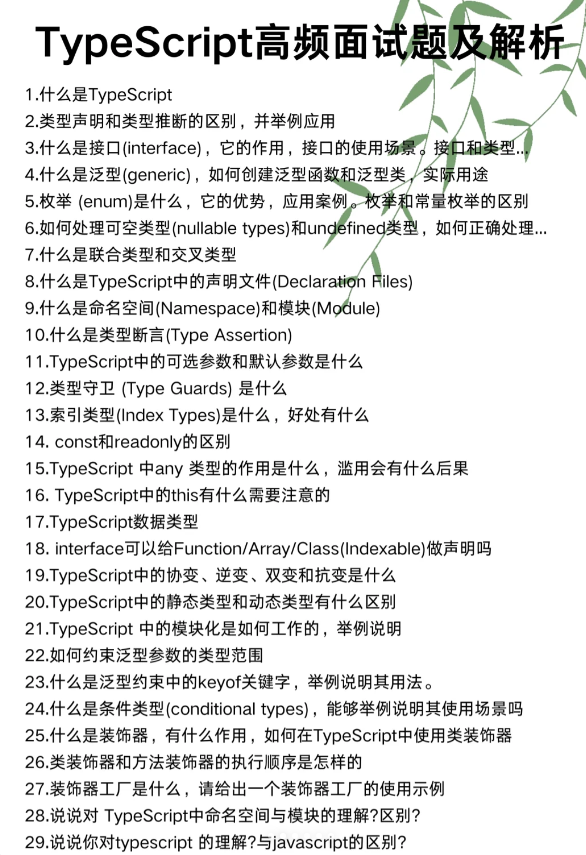 TypeScript高频面试题及解析
1.什么是TypeScript
2.类型声明和类型推断的区别，并举例应用
3.什么是接口(interface)，它的作用，接口的使用场景。接口和类型...
4.什么是泛型(generic)，如何创建泛型函数和泛型类，实际用途
5.枚举 (enum)是什么，它的优势，应用案例。枚举和常量枚举的区别
6.如何处理可空类型(nullable types)和undefined类型，如何正确处理...
7.什么是联合类型和交叉类型
8.什么是TypeScript中的声明文件(Declaration Files)
9.什么是命名空间(Namespace)和模块(Module)
10.什么是类型断言(Type Assertion)
11.TypeScript中的可选参数和默认参数是什么
12.类型守卫 (Type Guards) 是什么
13.索引类型(Index Types)是什么，好处有什么
14. const和readonly的区别
15.TypeScript 中any 类型的作用是什么，滥用会有什么后果
16. TypeScript中的this有什么需要注意的
17.TypeScript数据类型
18. interface可以给Function/Array/Class(Indexable)做声明吗
19.TypeScript中的协变、逆变、双变和抗变是什么
20.TypeScript中的静态类型和动态类型有什么区别
21.TypeScript 中的模块化是如何工作的，举例说明
22.如何约束泛型参数的类型范围
23.什么是泛型约束中的keyof关键字，举例说明其用法。
24.什么是条件类型(conditional types)，能够举例说明其使用场景吗
25.什么是装饰器，有什么作用，如何在TypeScript中使用类装饰器
26.类装饰器和方法装饰器的执行顺序是怎样的
27.装饰器工厂是什么，请给出一个装饰器工厂的使用示例
28.说说对 TypeScript中命名空间与模块的理解?区别?
29.说说你对typescript 的理解?与javascript的区别?